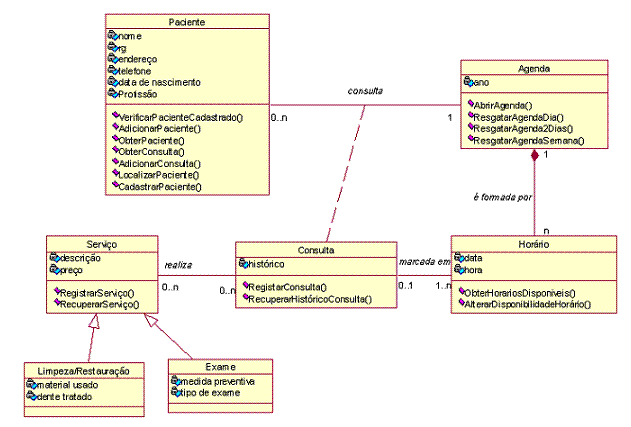 Paciente
nome
rg
endereço
telefone
data de nascimento
Profissão
VerificarPacienteCadastrado()
AdicionarPaciente()
ObterPaciente()
ObterConsulta()
AdicionarConsulta()
LocalizarPaciente()
CadastrarPaciente()
consulta
0..n
1
Agenda
ano
AbrirAgenda()
ResgatarAgendaDia()
ResgatarAgenda2Dias()
ResgatarAgendaSemana()
1
é formada por
n
Serviço
descrição
preço
RegistrarServiço()
RecuperarServiço()
realiza
0..n
0..n
Consulta
histórico
RegistarConsulta()
RecuperarHistóricoConsulta()
marcada em
0..1
1..n
Horário
data
hora
ObterHorariosDisponiveis()
AlterarDisponibilidadeHorário()
Limpeza/Restauração
material usado
dente tratado
Exame
medida preventiva
tipo de exame